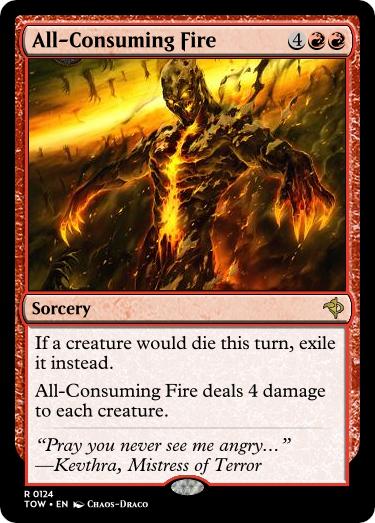 All-Consuming Fire 4
Sorcery
If a creature would die this turn, exile
it instead.
All-Consuming Fire deals 4 damage
to each creature.
“Pray you never see me angry…”
—Kevthra, Mistress of Terror
R 0124
TOW • EN Chaos-Draco